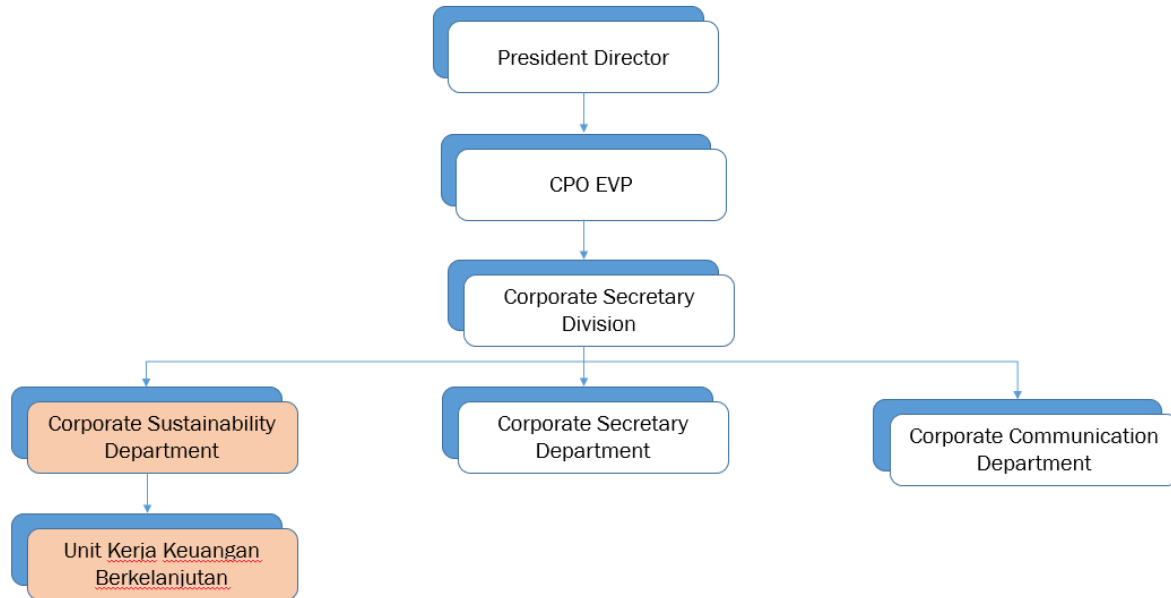 President Director
CPO EVP
Corporate Secretary
Division
Corporate Sustainability
Department
Corporate Secretary
Department
Corporate Communication
Department
Unit Kerja Keuangan
Berkelanjutan